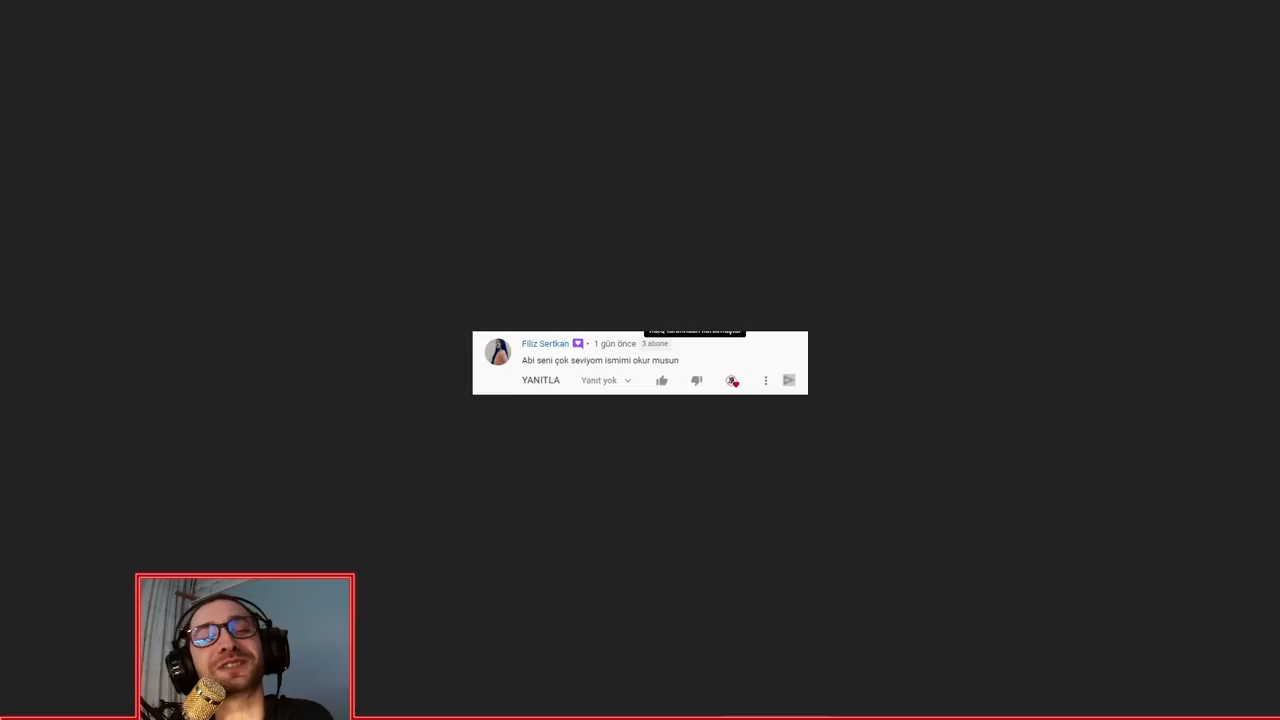 Filiz Sertkan • 1 gün önce 3 abone
Abi seni çok seviyom ismimi okur musun
YANITLA Yanıt yok